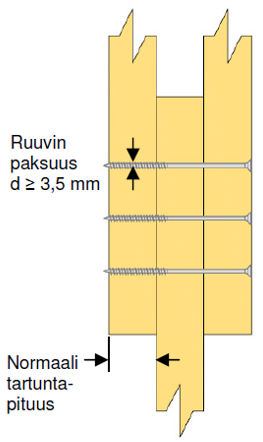 Ruuvin
paksuus
d ≥ 3,5 mm
Normaali
tartunta-
pituus